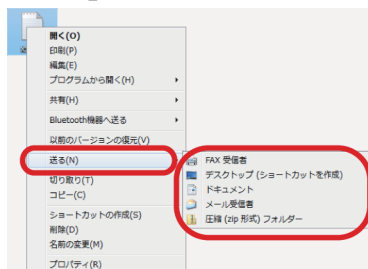 開く(O)
印刷(P)
編集(E)
プログラムから開く(H)
共有(H)
Bluetooth機器へ送る
以前のバージョンの復元(V)
送る(N)
切り取り(T)
コピー(C)
ショートカットの作成(S)
削除(D)
名前の変更(M)
プロパティ(R)
FAX 受信者
デスクトップ (ショートカットを作成)
ドキュメント
メール受信者
圧縮 (zip 形式) フォルダー